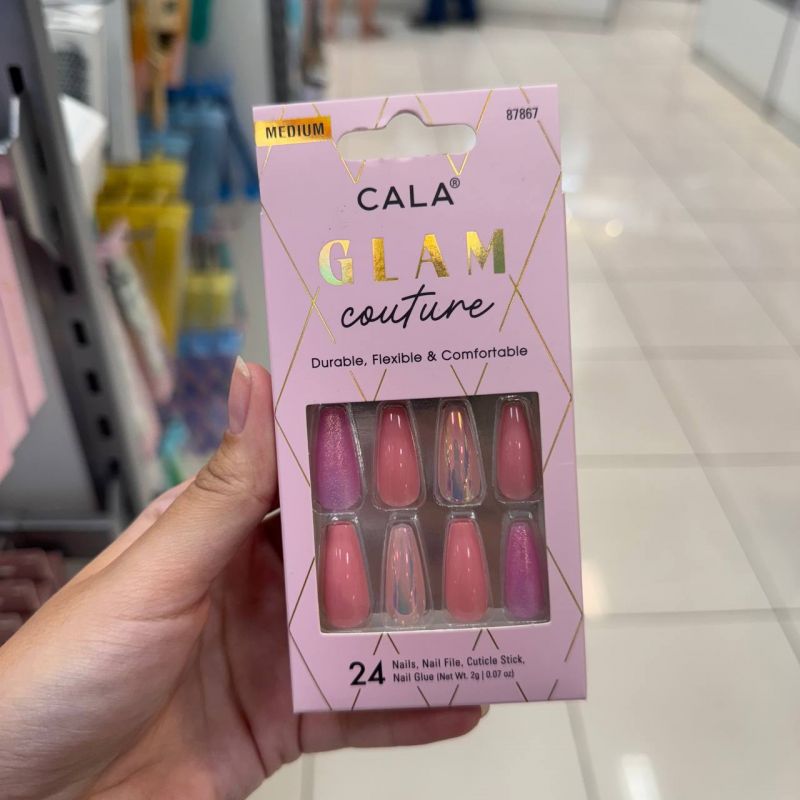 MEDIUM
87867
CALA®
GLAM
couture
Durable, Flexible & Comfortable
24 Nails, Nail File, Cuticle Stick,
Nail Glue (Net Wt. 2g | 0.07 oz)